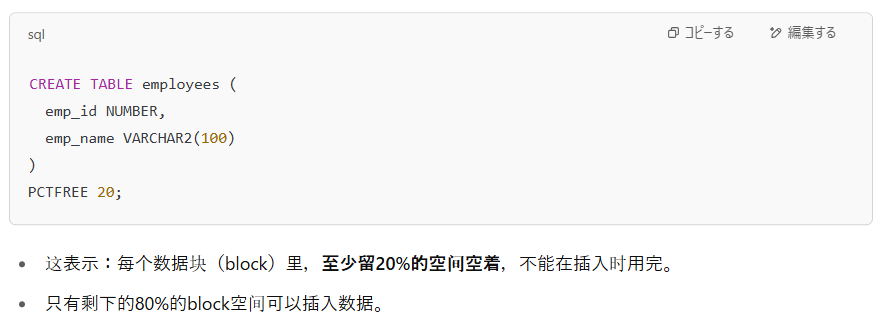 sql
コピーする 編集する
CREATE TABLE employees (
  emp_id NUMBER,
  emp_name VARCHAR2(100)
)
PCTFREE 20;
• 这表示：每个数据块（block）里，至少留20%的空间空着，不能在插入时用完。
• 只有剩下的80%的block空间可以插入数据。